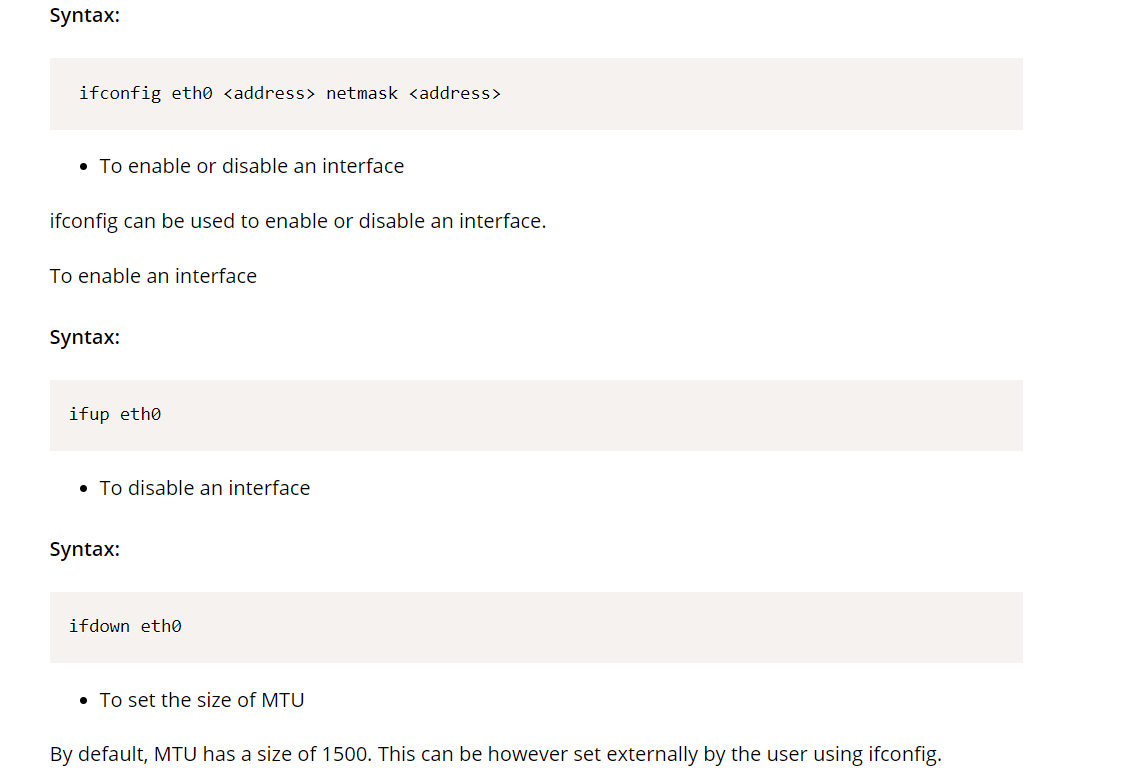 Syntax:
ifconfig eth0 <address> netmask <address>
• To enable or disable an interface
ifconfig can be used to enable or disable an interface.
To enable an interface
Syntax:
ifup eth0
• To disable an interface
Syntax:
ifdown eth0
• To set the size of MTU
By default, MTU has a size of 1500. This can be however set externally by the user using ifconfig.